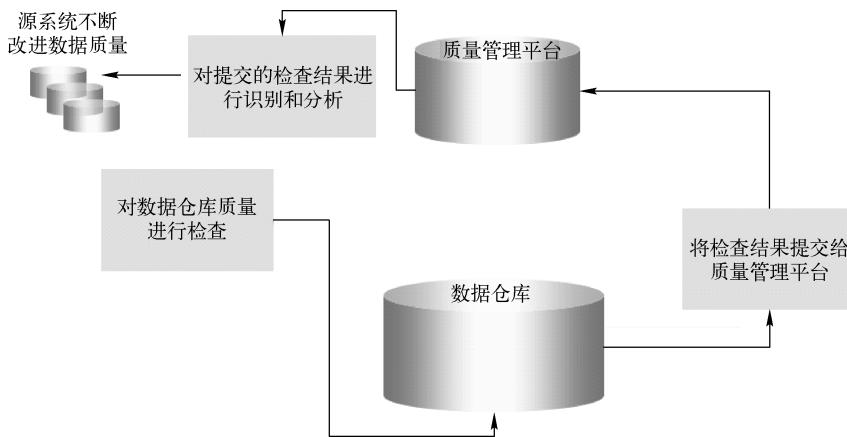 源系统不断
改进数据质量
对提交的检查结果进
行识别和分析
质量管理平台
对数据仓库质量
进行检查
数据仓库
将检查结果提交给
质量管理平台